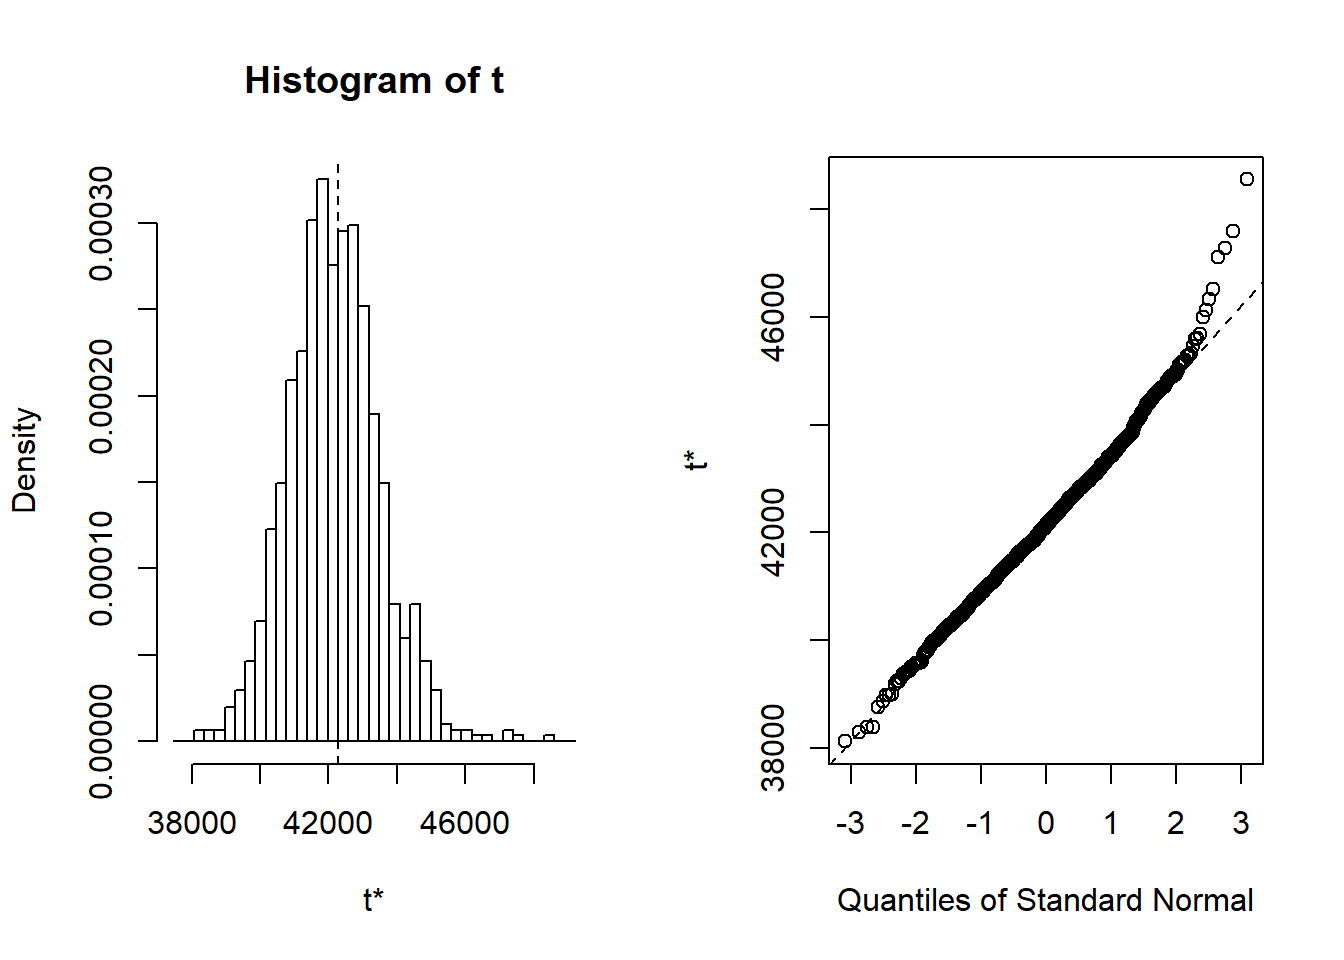 Histogram of t
Density
0.00000
0.00010
0.00020
0.00030
38000 42000 46000
t*
t*
38000
42000
46000
-3 -2 -1 0 1 2 3
Quantiles of Standard Normal